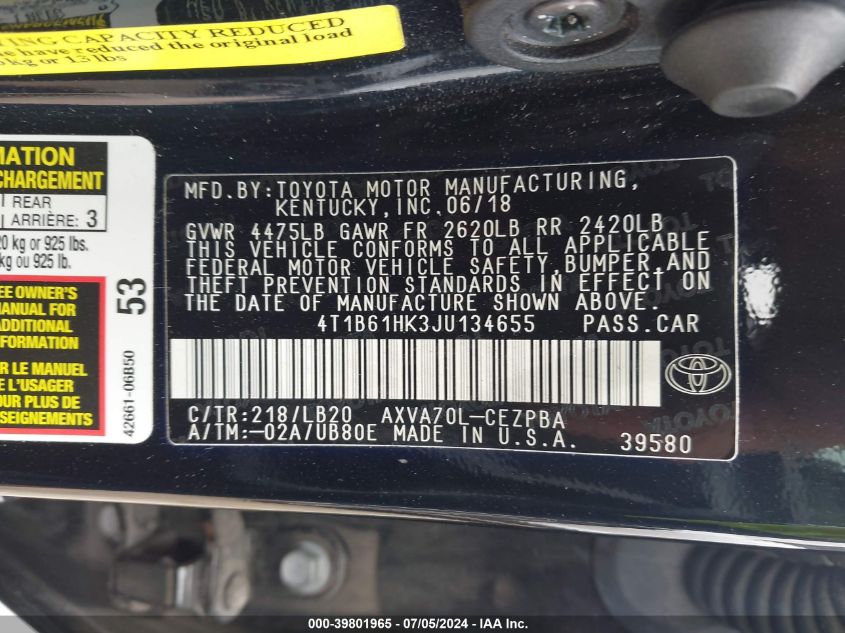 TING CAPACITY REDUCED
have reduced the original load
kg or 13 lbs
MATION
CHARGEMENT
REAR
ARRIÈRE: 3
20 kg or 925 lbs.
kg ou 925 lb.
EE OWNER'S
MANUAL FOR
ADDITIONAL
FORMATION
R LE MANUEL
L'USAGER
PLUS DE
SEIGNEMENTS
53
42661-06B50
MFD.BY:TOYOTA MOTOR MANUFACTURING,
KENTUCKY,INC.06/18
GVWR 4475LB GAWR FR 2620LB RR 2420LB
THIS VEHICLE CONFORMS TO ALL APPLICABLE
FEDERAL MOTOR VEHICLE SAFETY,BUMPER,AND
THEFT PREVENTION STANDARDS IN EFFECT ON
THE DATE OF MANUFACTURE SHOWN ABOVE.
4T1B61HK3JU134655 PASS.CAR
C/TR:218/LB20 AXVA70L-CEZPBA
A/TM:-02A/UB80E MADE IN U.S.A. 39580
000-39801965 - 07/05/2024 - IAAI.COM